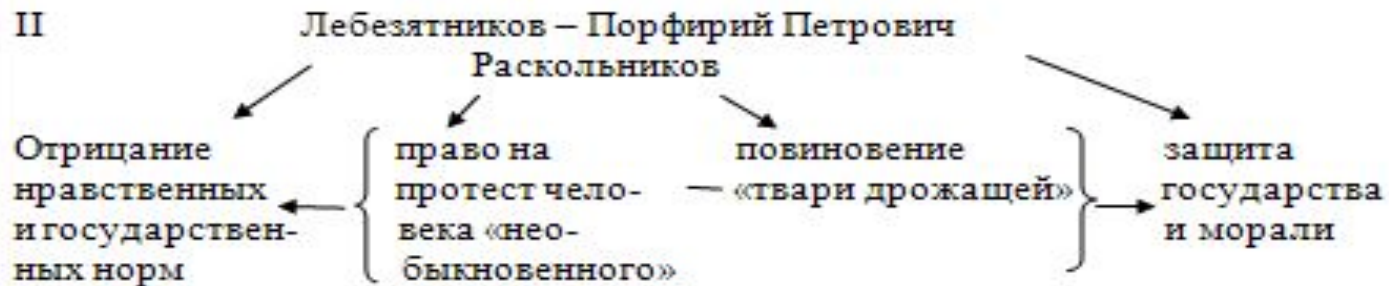 II Лебезятников – Порфирий Петрович
Раскольников
Отрицание
нравственных
и государствен-
ных норм
право на
протест чело-
века «нео-
быкновенного»
повиновение
«твари дрожащей»
защита
государства
и морали